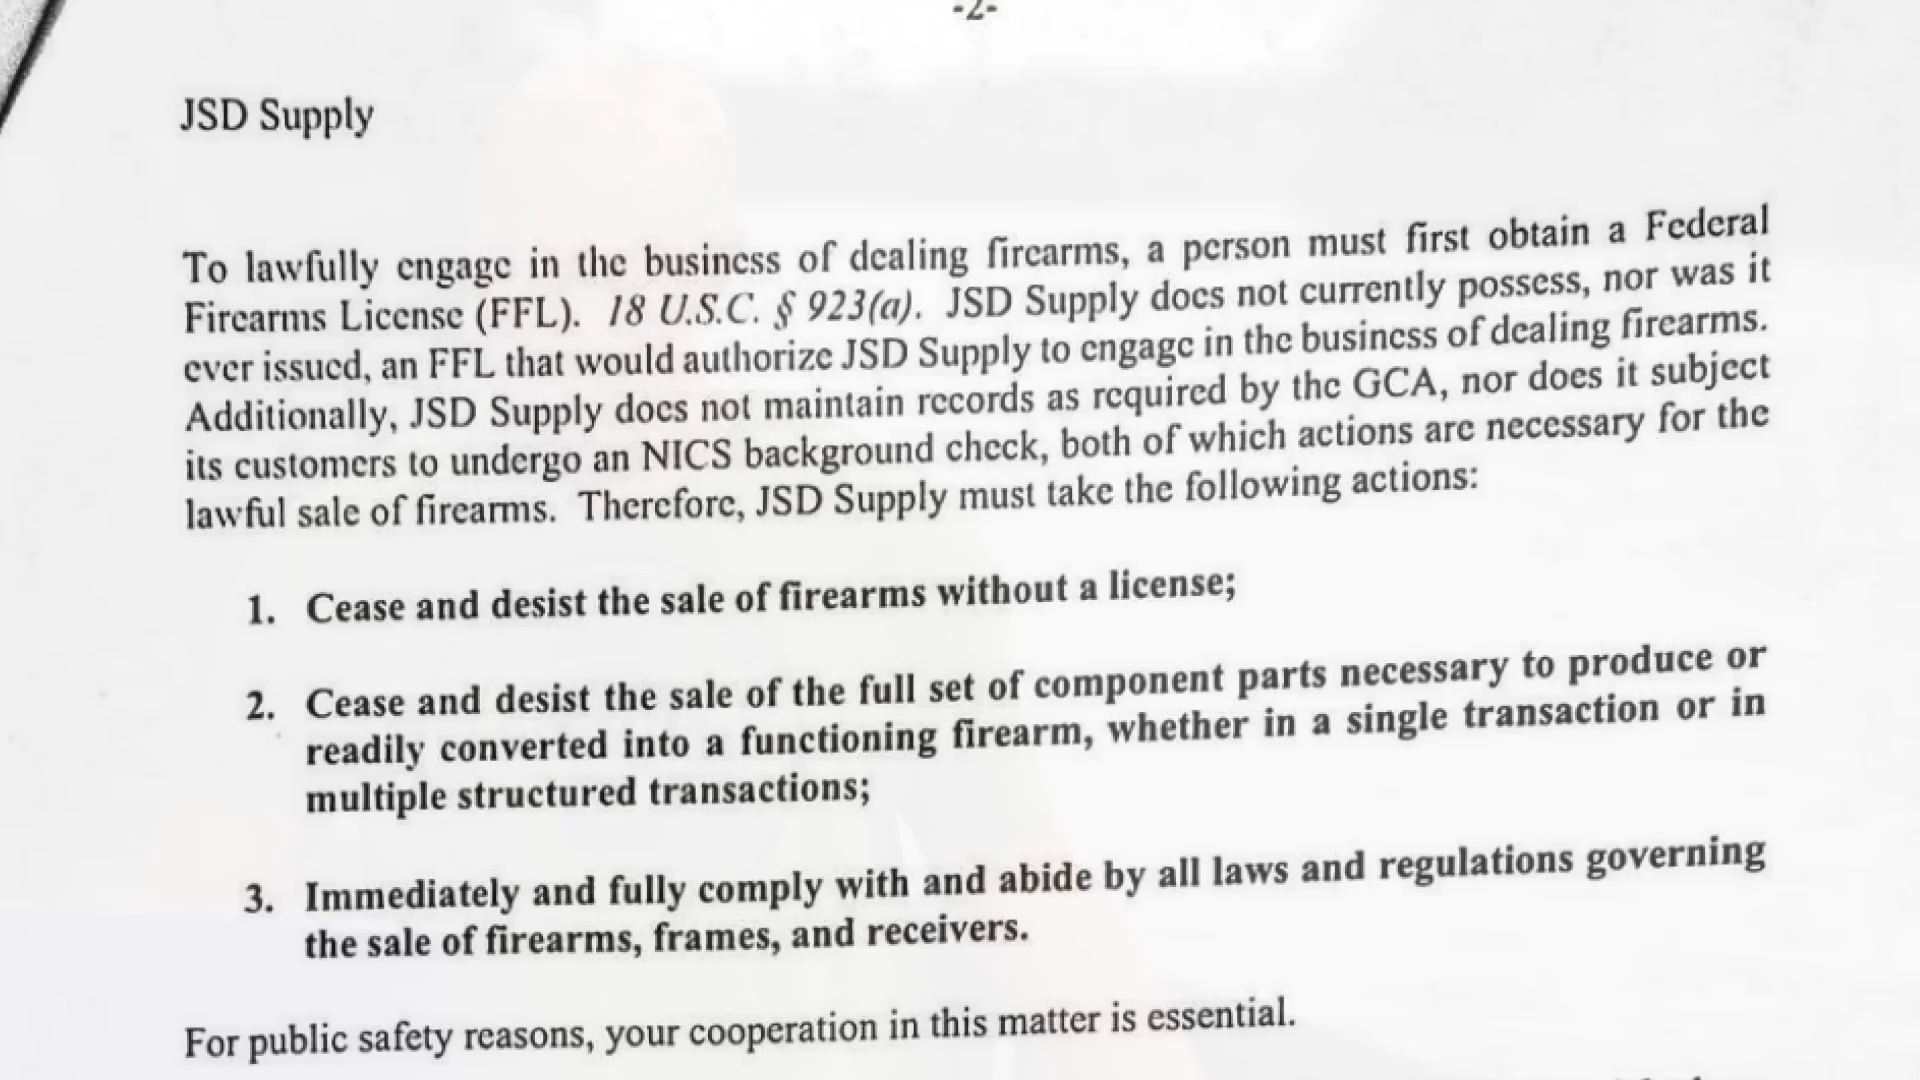 -2-
JSD Supply
To lawfully engage in the business of dealing firearms, a person must first obtain a Federal
Firearms License (FFL). 18 U.S.C. § 923(a). JSD Supply does not currently possess, nor was it
ever issued, an FFL that would authorize JSD Supply to engage in the business of dealing firearms.
Additionally, JSD Supply does not maintain records as required by the GCA, nor does it subject
its customers to undergo an NICS background check, both of which actions are necessary for the
lawful sale of firearms. Therefore, JSD Supply must take the following actions:
1. Cease and desist the sale of firearms without a license;
2. Cease and desist the sale of the full set of component parts necessary to produce or
readily converted into a functioning firearm, whether in a single transaction or in
multiple structured transactions;
3. Immediately and fully comply with and abide by all laws and regulations governing
the sale of firearms, frames, and receivers.
For public safety reasons, your cooperation in this matter is essential.